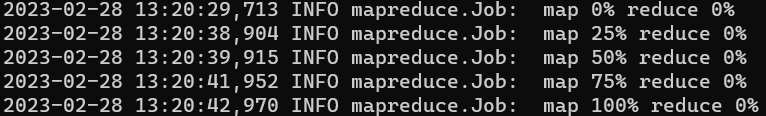 2023-02-28 13:20:29,713 INFO mapreduce.Job:  map 0% reduce 0%
2023-02-28 13:20:38,904 INFO mapreduce.Job:  map 25% reduce 0%
2023-02-28 13:20:39,915 INFO mapreduce.Job:  map 50% reduce 0%
2023-02-28 13:20:41,952 INFO mapreduce.Job:  map 75% reduce 0%
2023-02-28 13:20:42,970 INFO mapreduce.Job:  map 100% reduce 0%